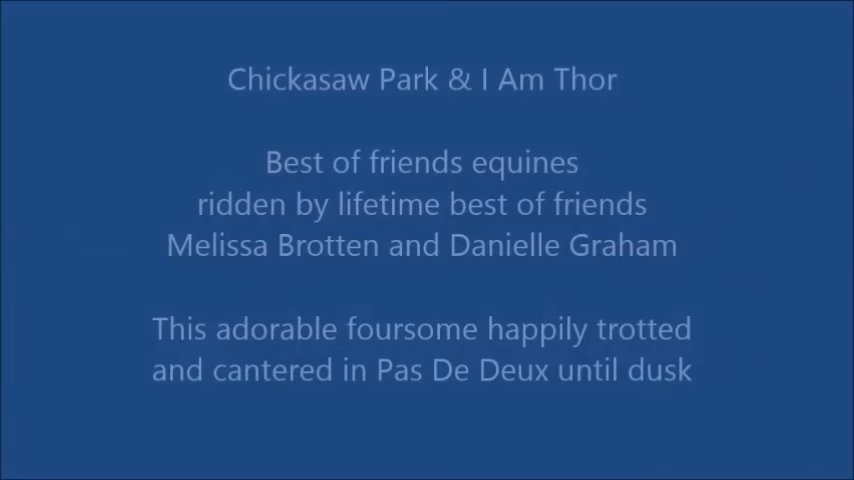 Chickasaw Park & I Am Thor
Best of friends equines
ridden by lifetime best of friends
Melissa Brotten and Danielle Graham
This adorable foursome happily trotted
and cantered in Pas De Deux until dusk